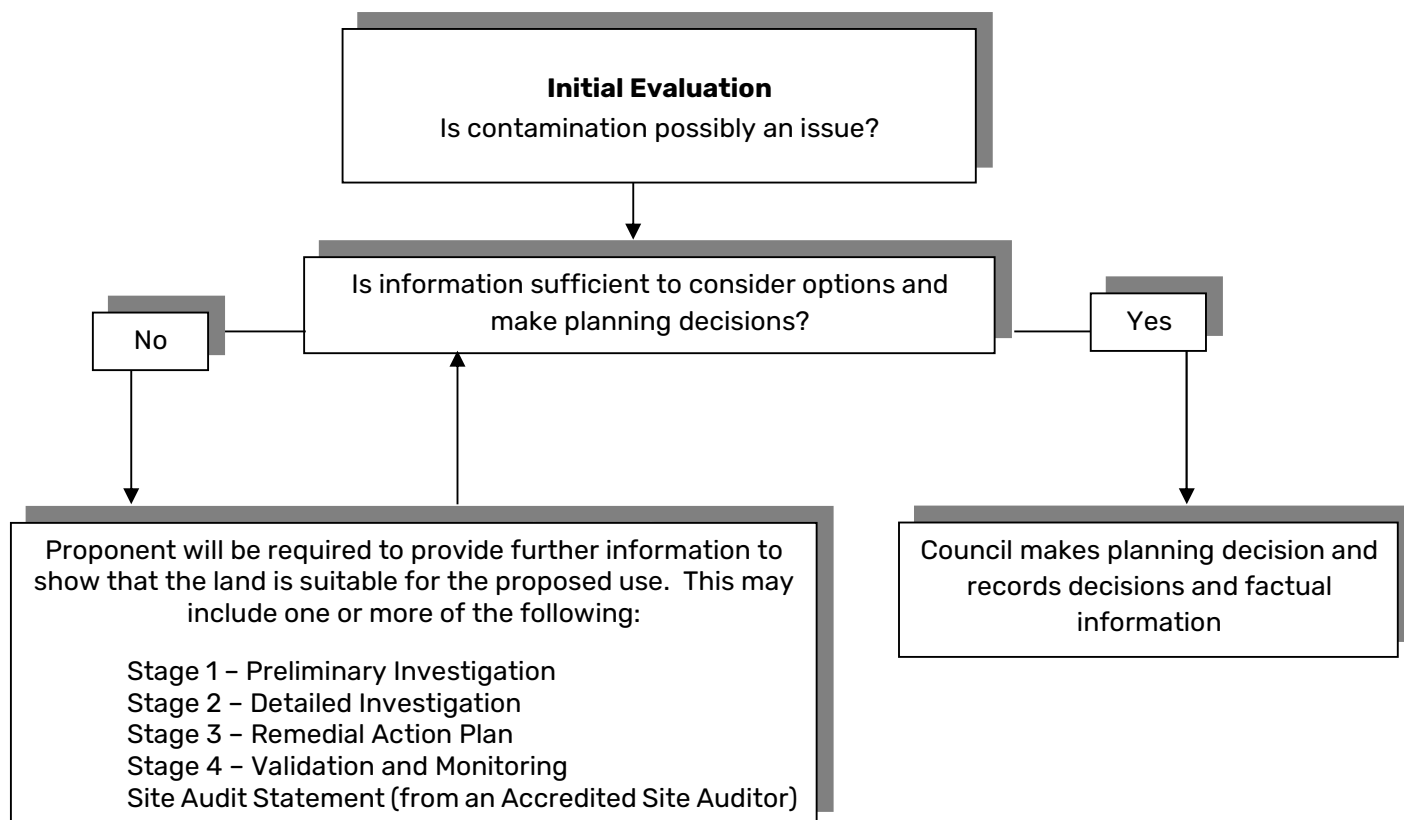 Initial Evaluation
Is contamination possibly an issue?
Is information sufficient to consider options and
make planning decisions?
No
Yes
Proponent will be required to provide further information to
show that the land is suitable for the proposed use.  This may
include one or more of the following:
Stage 1 – Preliminary Investigation
Stage 2 – Detailed Investigation
Stage 3 – Remedial Action Plan
Stage 4 – Validation and Monitoring
Site Audit Statement (from an Accredited Site Auditor)
Council makes planning decision and
records decisions and factual
information